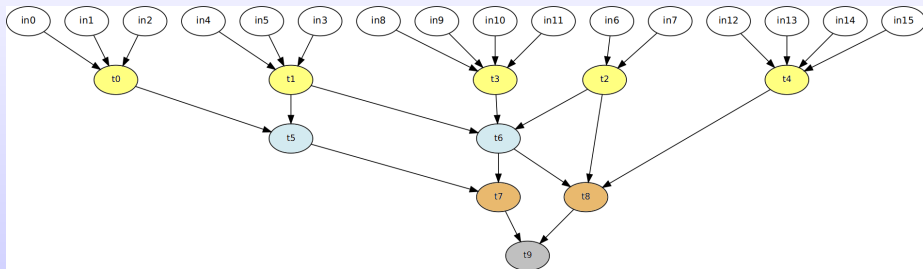 in0 in1 in2 in4 in5 in3 in8 in9 in10 in11 in6 in7 in12 in13 in14 in15
t0 t1 t3 t2 t4
t5 t6
t7 t8
t9